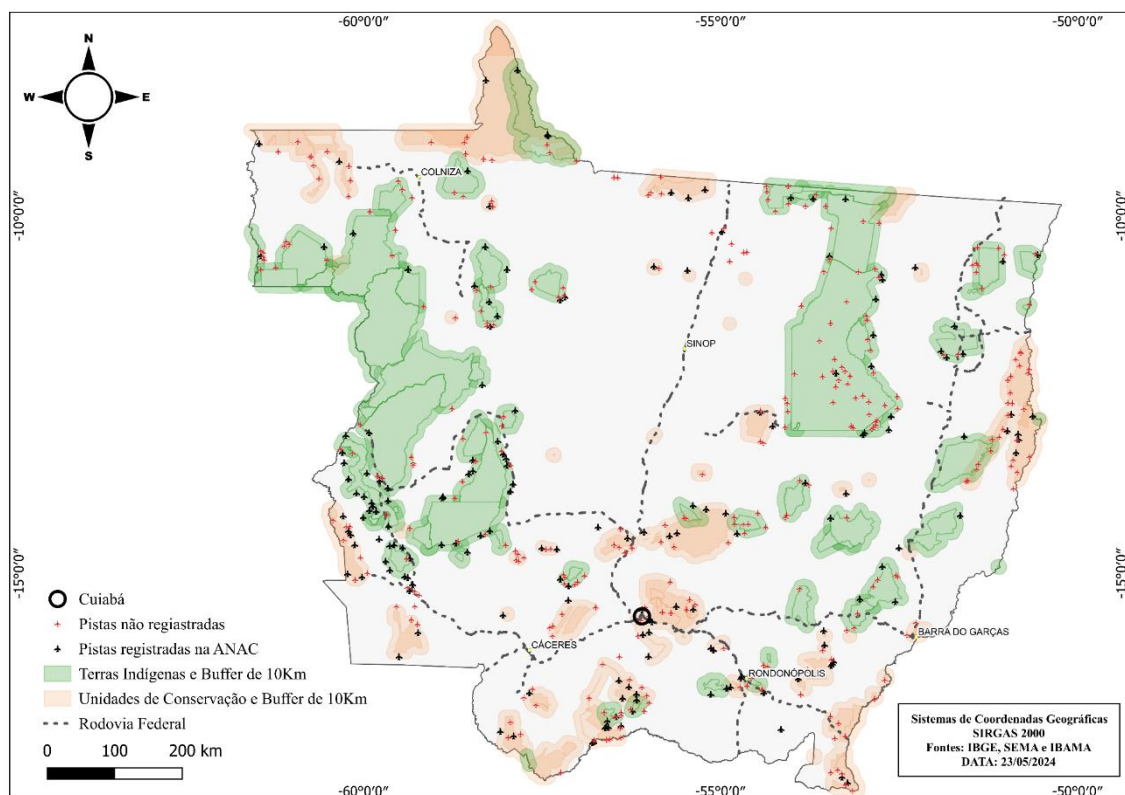 -60°0'0" -55°0'0" -50°0'0"
N
W E
S
-10°0'0" -10°0'0"
COLNIZA
SINOP
-15°0'0" -15°0'0"
Cuiabá
Pistas não regiastradas
Pistas registradas na ANAC
Terras Indígenas e Buffer de 10Km
Unidades de Conservação e Buffer de 10Km
Rodovia Federal
0 100 200 km
BARRA DO GARÇAS
CÁCERES
RONDONÓPOLIS
Sistemas de Coordenadas Geográficas
SIRGAS 2000
Fontes: IBGE, SEMA e IBAMA
DATA: 23/05/2024
-60°0'0" -55°0'0" -50°0'0"